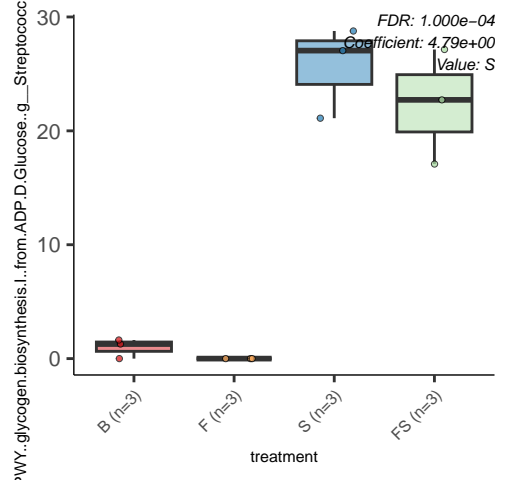 PWY..glycogen.biosynthesis.I..from.ADP.D.Glucose..g__Streptococc
30
20
10
0
FDR: 1.000e−04
Coefficient: 4.79e+00
Value: S
B (n=3)
F (n=3)
S (n=3)
FS (n=3)
treatment